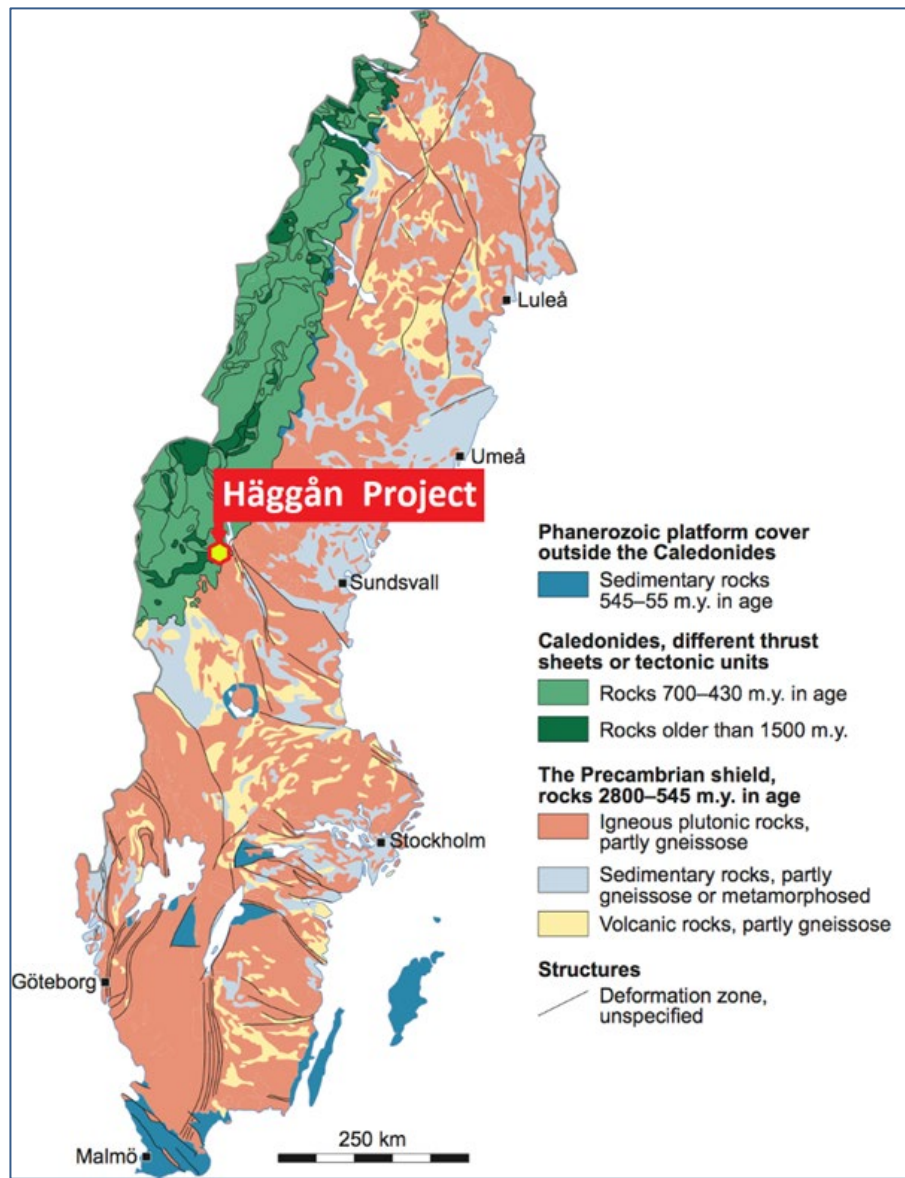 Luleå
Umeå
Häggån Project
Sundsvall
Phanerozoic platform cover
outside the Caledonides
Sedimentary rocks
545–55 m.y. in age
Caledonides, different thrust
sheets or tectonic units
Rocks 700–430 m.y. in age
Rocks older than 1500 m.y.
The Precambrian shield,
rocks 2800–545 m.y. in age
Igneous plutonic rocks,
partly gneissose
Sedimentary rocks, partly
gneissose or metamorphosed
Volcanic rocks, partly gneissose
Structures
Deformation zone,
unspecified
Stockholm
Göteborg
Malmö
250 km